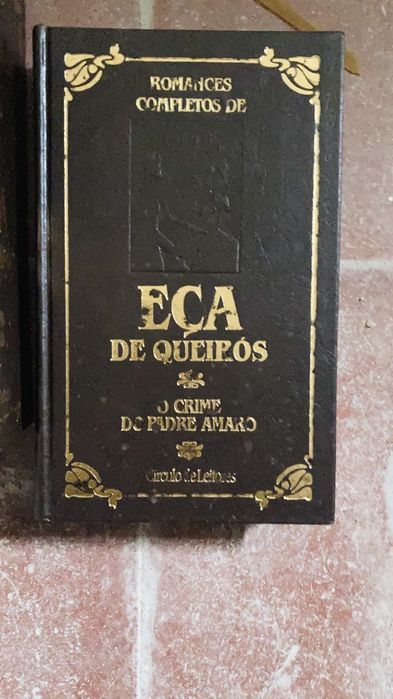 ROMANCES
COMPLETOS DE
EÇA
DE QUEIRÓS
O CRIME
DO PADRE AMARO
Círculo de Leitores